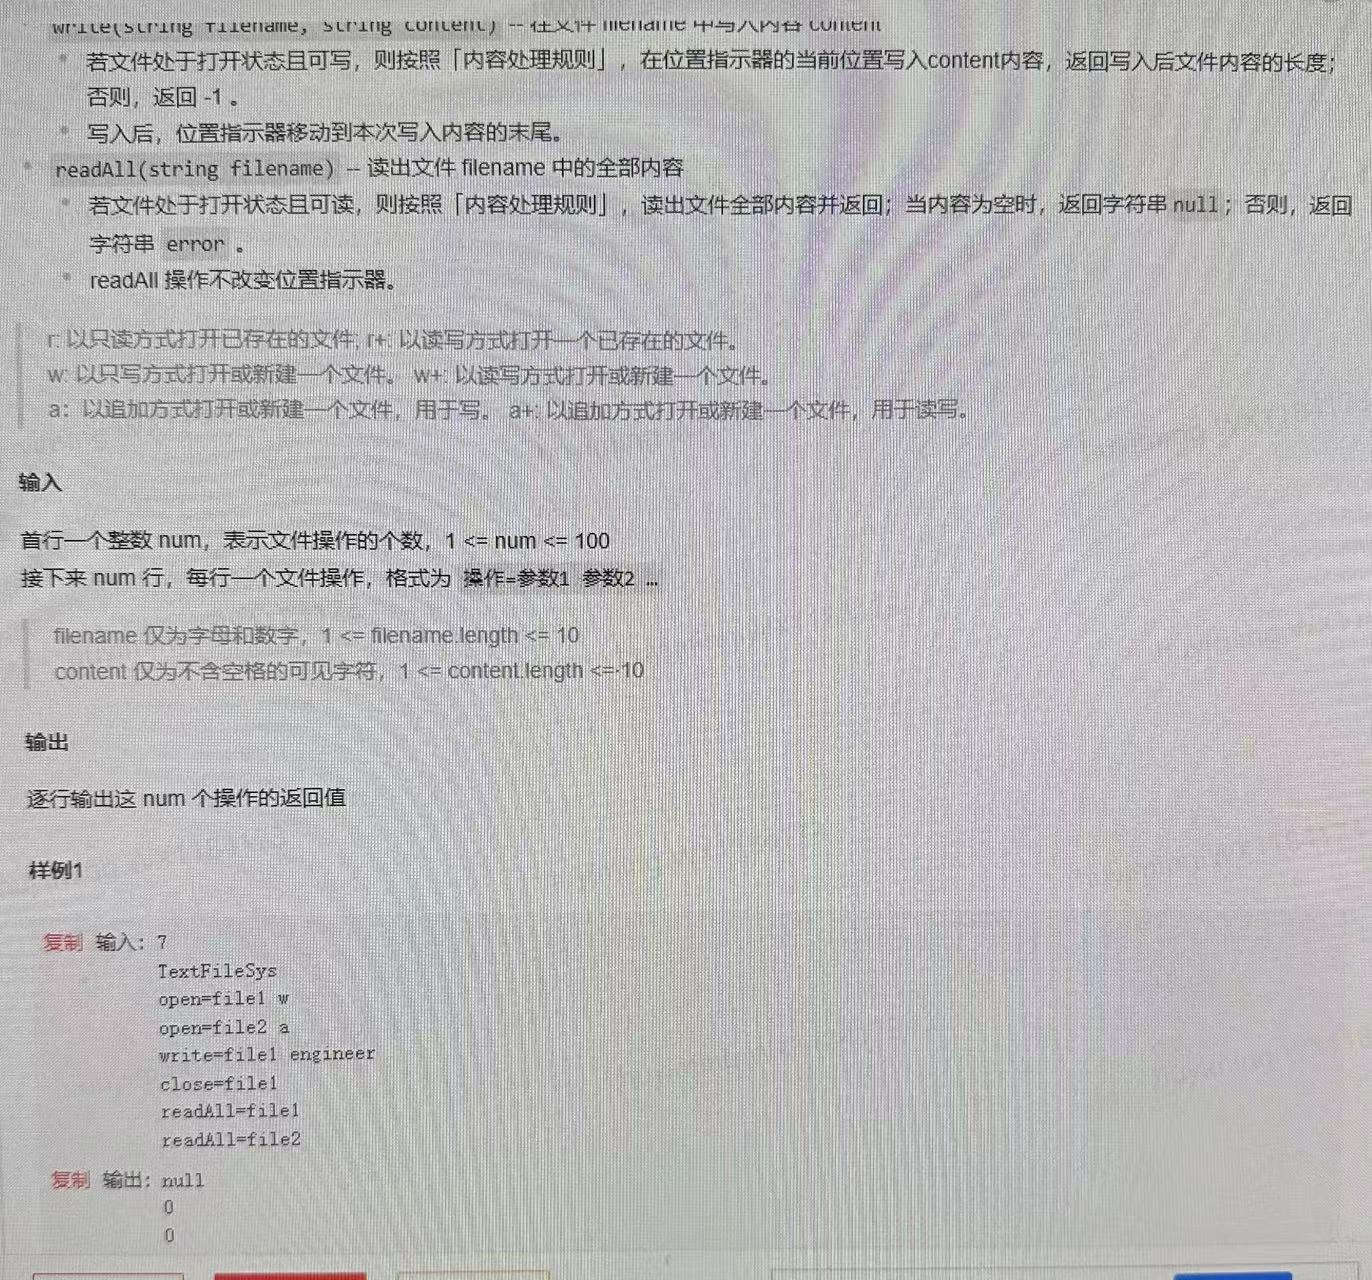 write(string filename, string content) -- 在文件 filename 中写入内容 content
若文件处于打开状态且可写，则按照「内容处理规则」，在位置指示器的当前位置写入content内容，返回写入后文件内容的长度；
否则，返回 -1 。
写入后，位置指示器移动到本次写入内容的末尾。
readAll(string filename) -- 读出文件 filename 中的全部内容
若文件处于打开状态且可读，则按照「内容处理规则」，读出文件全部内容并返回；当内容为空时，返回字符串 null；否则，返回
字符串 error 。
readAll 操作不改变位置指示器。
r: 以只读方式打开已存在的文件; r+: 以读写方式打开一个已存在的文件。
w: 以只写方式打开或新建一个文件。 w+: 以读写方式打开或新建一个文件。
a：以追加方式打开或新建一个文件，用于写。 a+: 以追加方式打开或新建一个文件，用于读写。
输入
首行一个整数 num，表示文件操作的个数，1 <= num <= 100
接下来 num 行，每行一个文件操作，格式为 操作=参数1 参数2 ...
filename 仅为字母和数字，1 <= filename.length <= 10
content 仅为不含空格的可见字符，1 <= content.length <= 10
输出
逐行输出这 num 个操作的返回值
样例1
复制 输入：7
TextFileSys
open=file1 w
open=file2 a
write=file1 engineer
close=file1
readAll=file1
readAll=file2
复制 输出：null
0
0